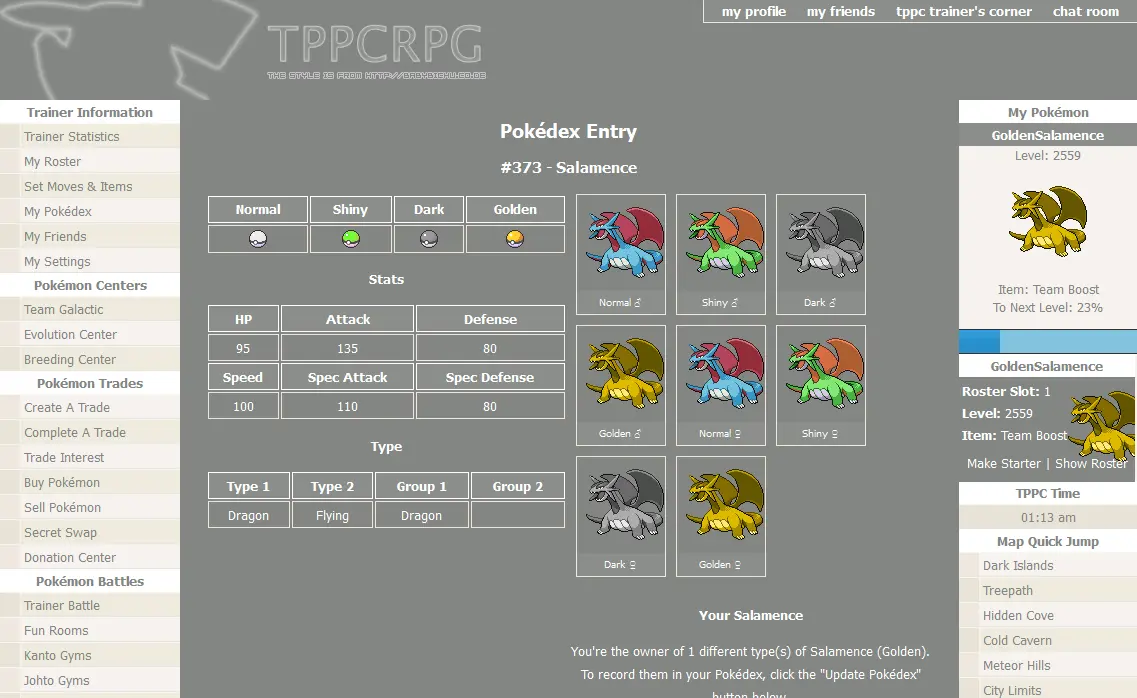 my profile my friends tppc trainer's corner chat room
TPPCRPG
THE STYLE IS FROM HTTP://BABYBICHU.CO.DE
Trainer Information
Trainer Statistics
My Roster
Set Moves & Items
My Pokédex
My Friends
My Settings
Pokémon Centers
Team Galactic
Evolution Center
Breeding Center
Pokémon Trades
Create A Trade
Complete A Trade
Trade Interest
Buy Pokémon
Sell Pokémon
Secret Swap
Donation Center
Pokémon Battles
Trainer Battle
Fun Rooms
Kanto Gyms
Johto Gyms
Pokédex Entry
#373 - Salamence
Normal Shiny Dark Golden
Stats
HP Attack Defense
95 135 80
Speed Spec Attack Spec Defense
100 110 80
Type
Type 1 Type 2 Group 1 Group 2
Dragon Flying Dragon
Normal ♂ Shiny ♂ Dark ♂
Golden ♂ Normal ♀ Shiny ♀
Dark ♀ Golden ♀
Your Salamence
You're the owner of 1 different type(s) of Salamence (Golden).
To record them in your Pokédex, click the "Update Pokédex"
button below
My Pokémon
GoldenSalamence
Level: 2559
Item: Team Boost
To Next Level: 23%
GoldenSalamence
Roster Slot: 1
Level: 2559
Item: Team Boost
Make Starter | Show Roster
TPPC Time
01:13 am
Map Quick Jump
Dark Islands
Treepath
Hidden Cove
Cold Cavern
Meteor Hills
City Limits